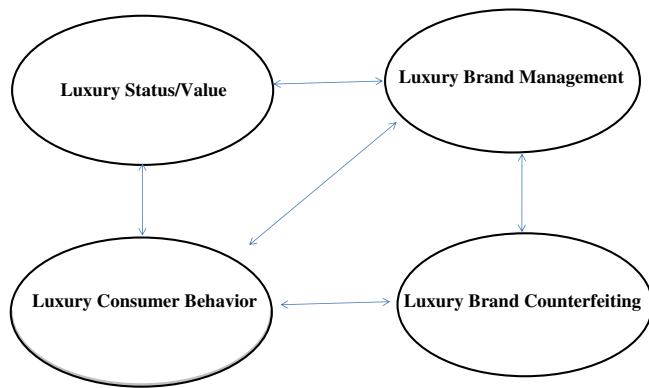 Luxury Status/Value
Luxury Brand Management
Luxury Consumer Behavior
Luxury Brand Counterfeiting